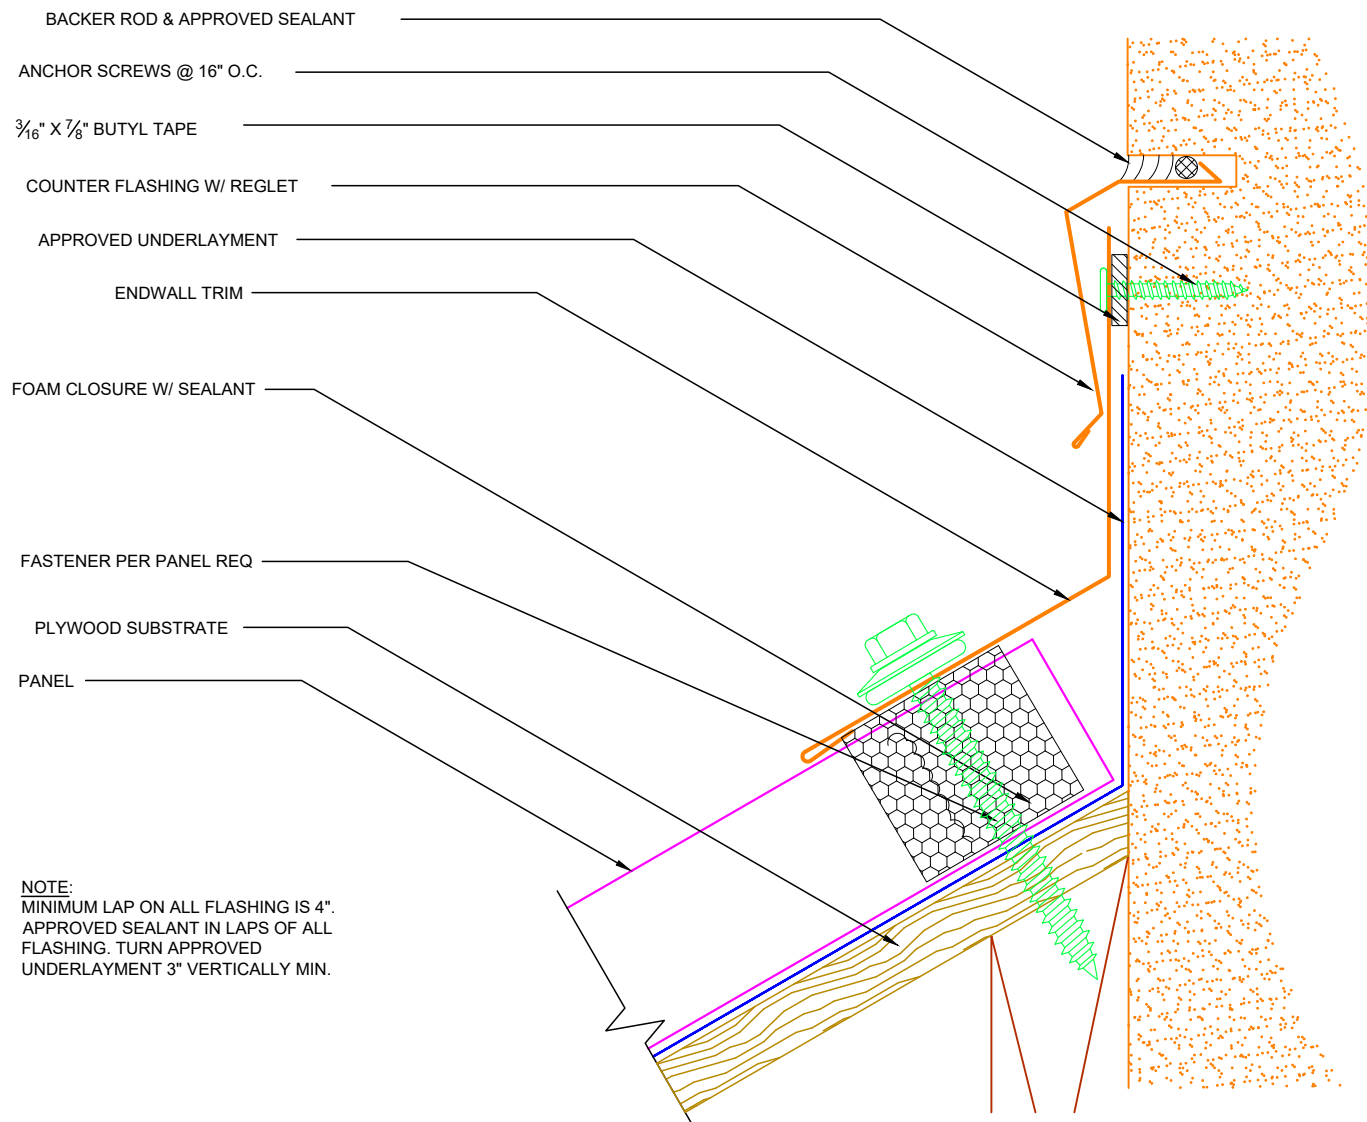 BACKER ROD & APPROVED SEALANT
ANCHOR SCREWS @ 16" O.C.
3/16" X 7/8" BUTYL TAPE
COUNTER FLASHING W/ REGLET
APPROVED UNDERLAYMENT
ENDWALL TRIM
FOAM CLOSURE W/ SEALANT
FASTENER PER PANEL REQ
PLYWOOD SUBSTRATE
PANEL
NOTE:
MINIMUM LAP ON ALL FLASHING IS 4".
APPROVED SEALANT IN LAPS OF ALL
FLASHING. TURN APPROVED
UNDERLAYMENT 3" VERTICALLY MIN.